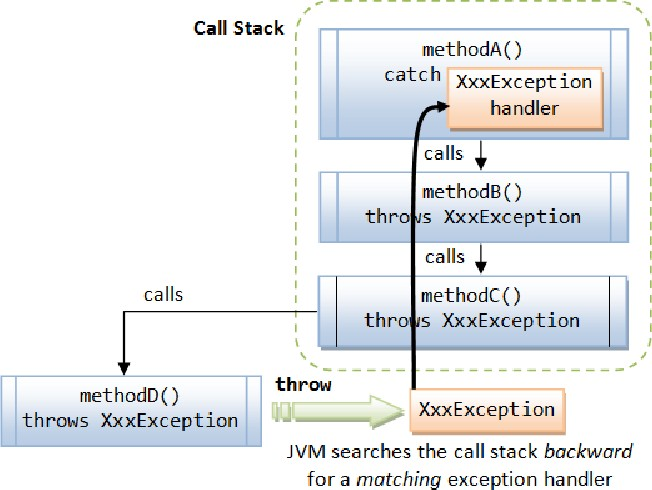 Call Stack
methodA()
catch
XxxException
handler
calls
methodB()
throws XxxException
calls
methodC()
throws XxxException
calls
methodD()
throws XxxException
throw
XxxException
JVM searches the call stack backward
for a matching exception handler